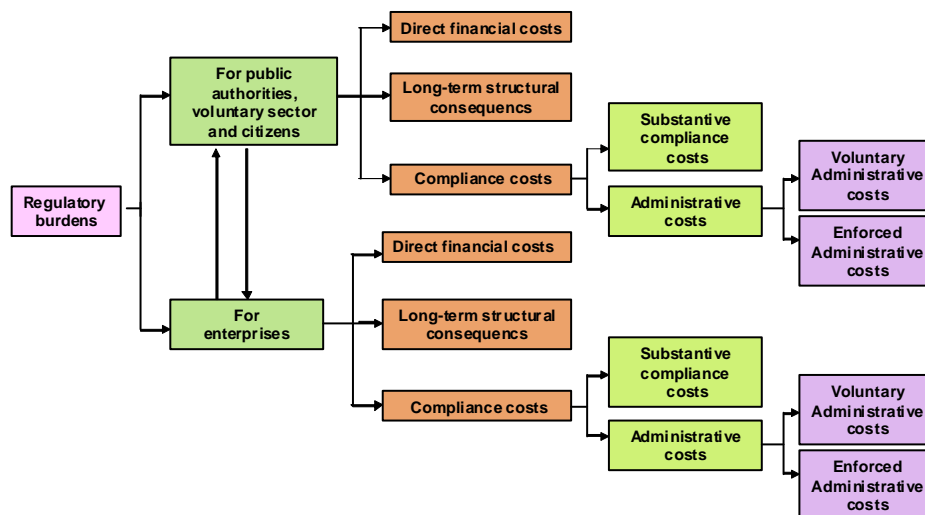 Regulatory
burdens
For public
authorities,
voluntary sector
and citizens
Direct financial costs
Long-term structural
consequencs
Compliance costs
Substantive
compliance
costs
Administrative
costs
Voluntary
Administrative
costs
Enforced
Administrative
costs
For
enterprises
Direct financial costs
Long-term structural
consequencs
Compliance costs
Substantive
compliance
costs
Administrative
costs
Voluntary
Administrative
costs
Enforced
Administrative
costs